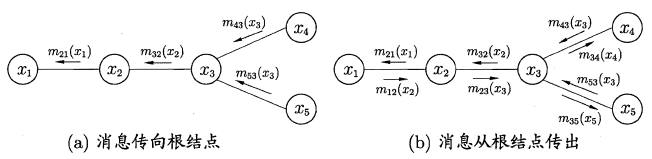 m₄₃(x₃)
x₄
m₂₁(x₁)
m₃₂(x₂)
x₁
x₂
x₃
m₅₃(x₃)
x₅
(a) 消息传向根结点
m₄₃(x₃)
x₄
m₃₄(x₄)
m₂₁(x₁)
m₃₂(x₂)
x₁
x₂
x₃
m₁₂(x₂)
m₂₃(x₃)
m₅₃(x₃)
m₃₅(x₅)
x₅
(b) 消息从根结点传出